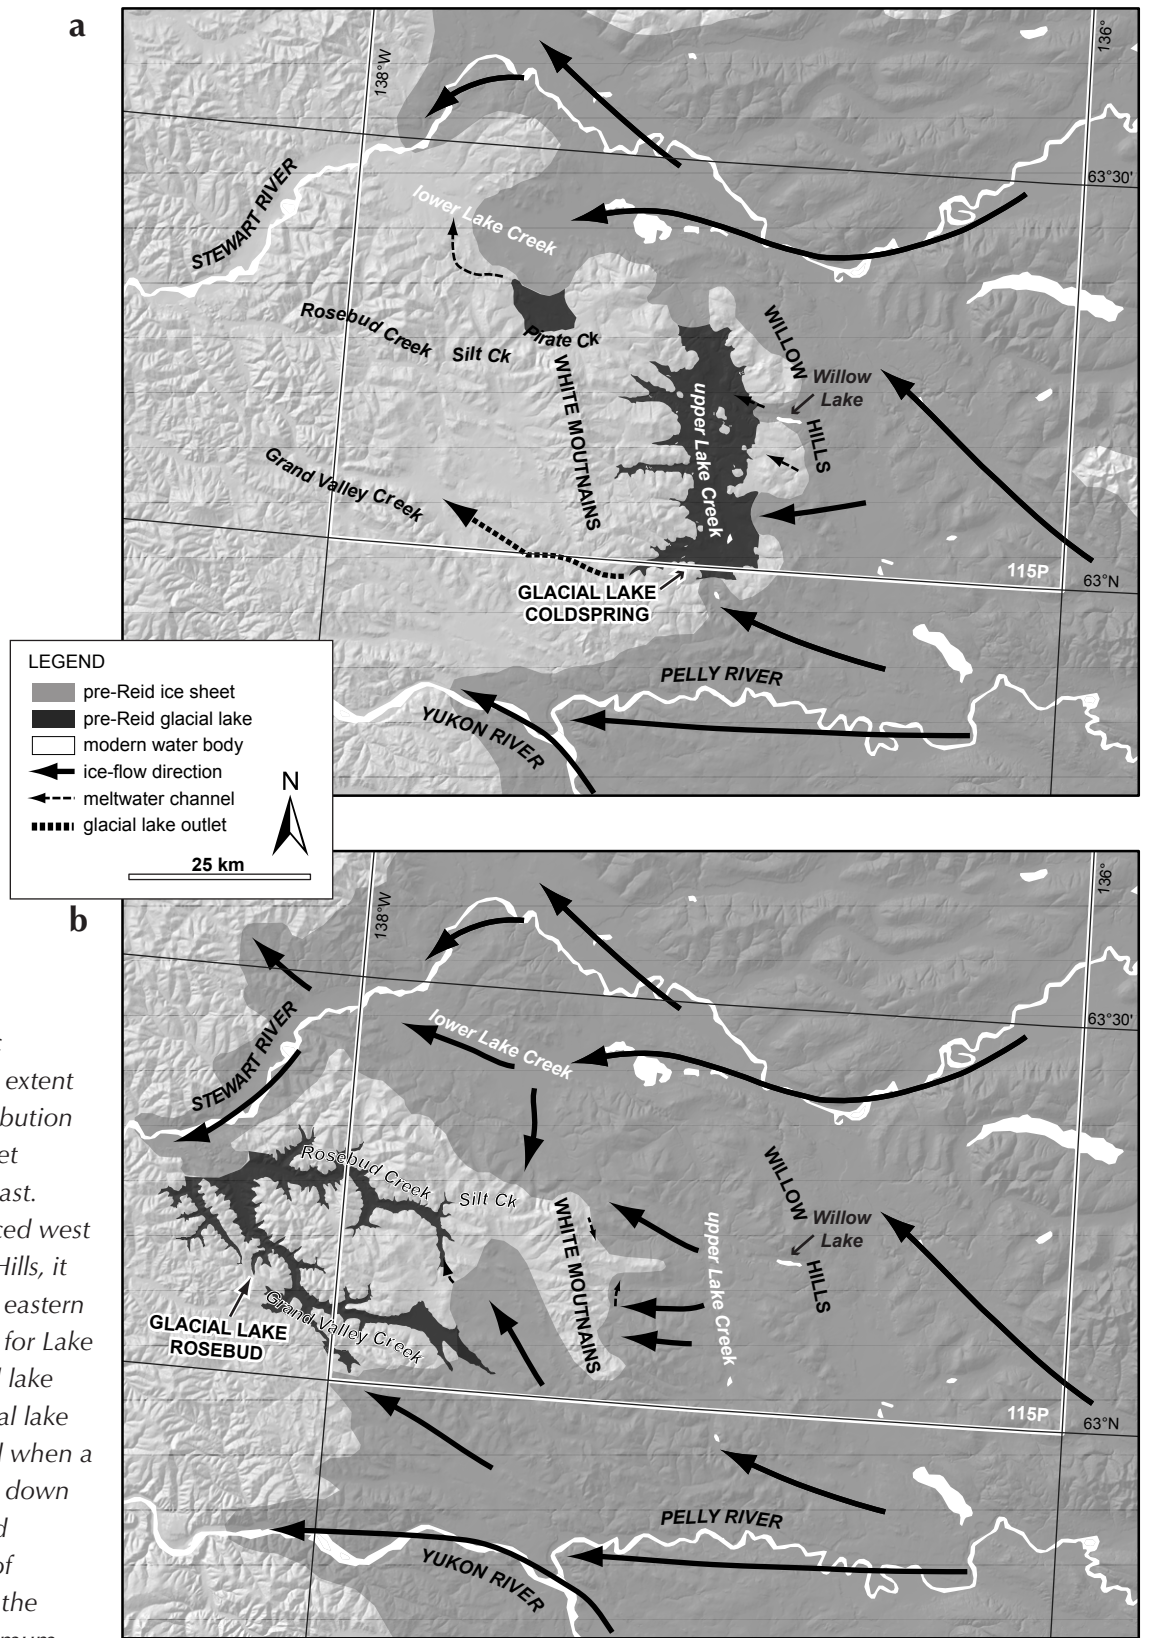 a
138°W
136°
63°30'
STEWART RIVER
lower Lake Creek
Rosebud Creek
Silt Ck
Pirate Ck
WHITE MOUTNAINS
upper Lake Creek
WILLOW
HILLS
Willow
Lake
Grand Valley Creek
GLACIAL LAKE
COLDSPRING
115P
63°N
PELLY RIVER
YUKON RIVER
LEGEND
pre-Reid ice sheet
pre-Reid glacial lake
modern water body
ice-flow direction
meltwater channel
glacial lake outlet
N
25 km
b
138°W
136°
63°30'
STEWART RIVER
lower Lake Creek
Rosebud Creek
Silt Ck
WHITE MOUTNAINS
upper Lake Creek
WILLOW
HILLS
Willow
Lake
Grand Valley Creek
GLACIAL LAKE
ROSEBUD
115P
63°N
PELLY RIVER
YUKON RIVER
extent
bution
et
ast.
ced west
Hills, it
eastern
for Lake
l lake
al lake
d when a
down
d
of
the
mum